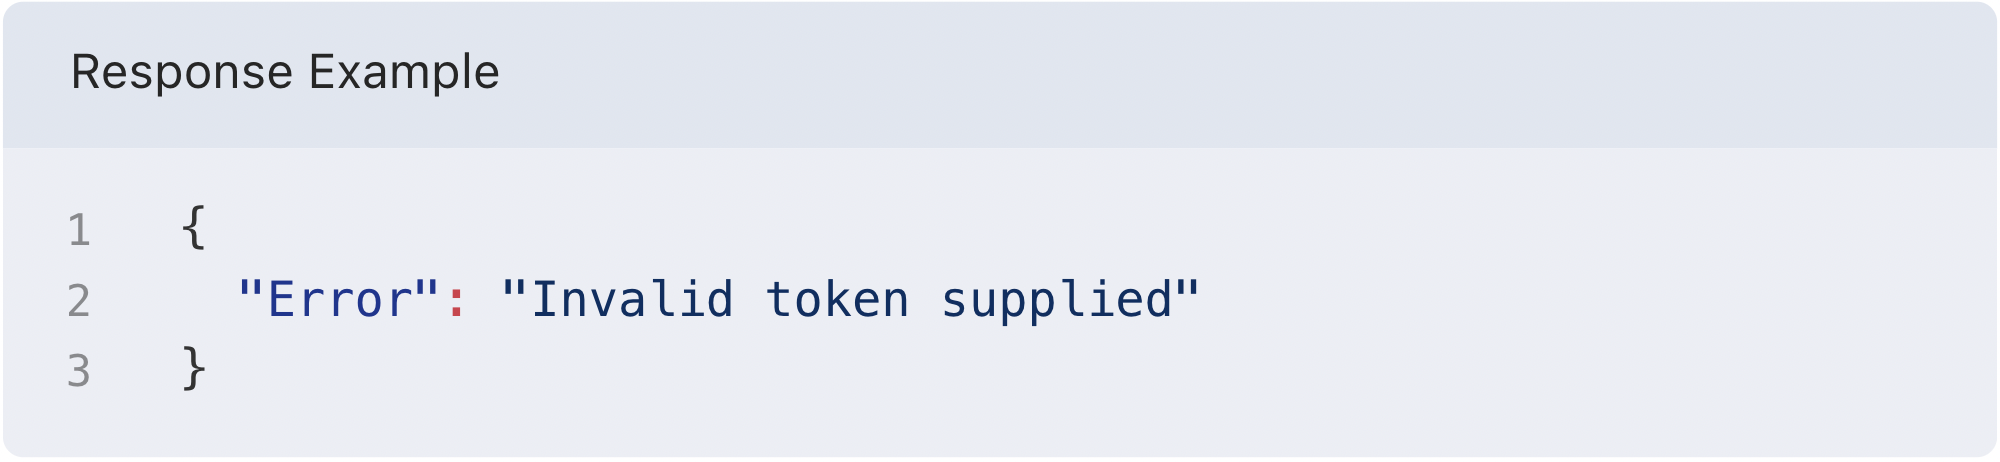 Response Example
1 {
2   "Error": "Invalid token supplied"
3 }